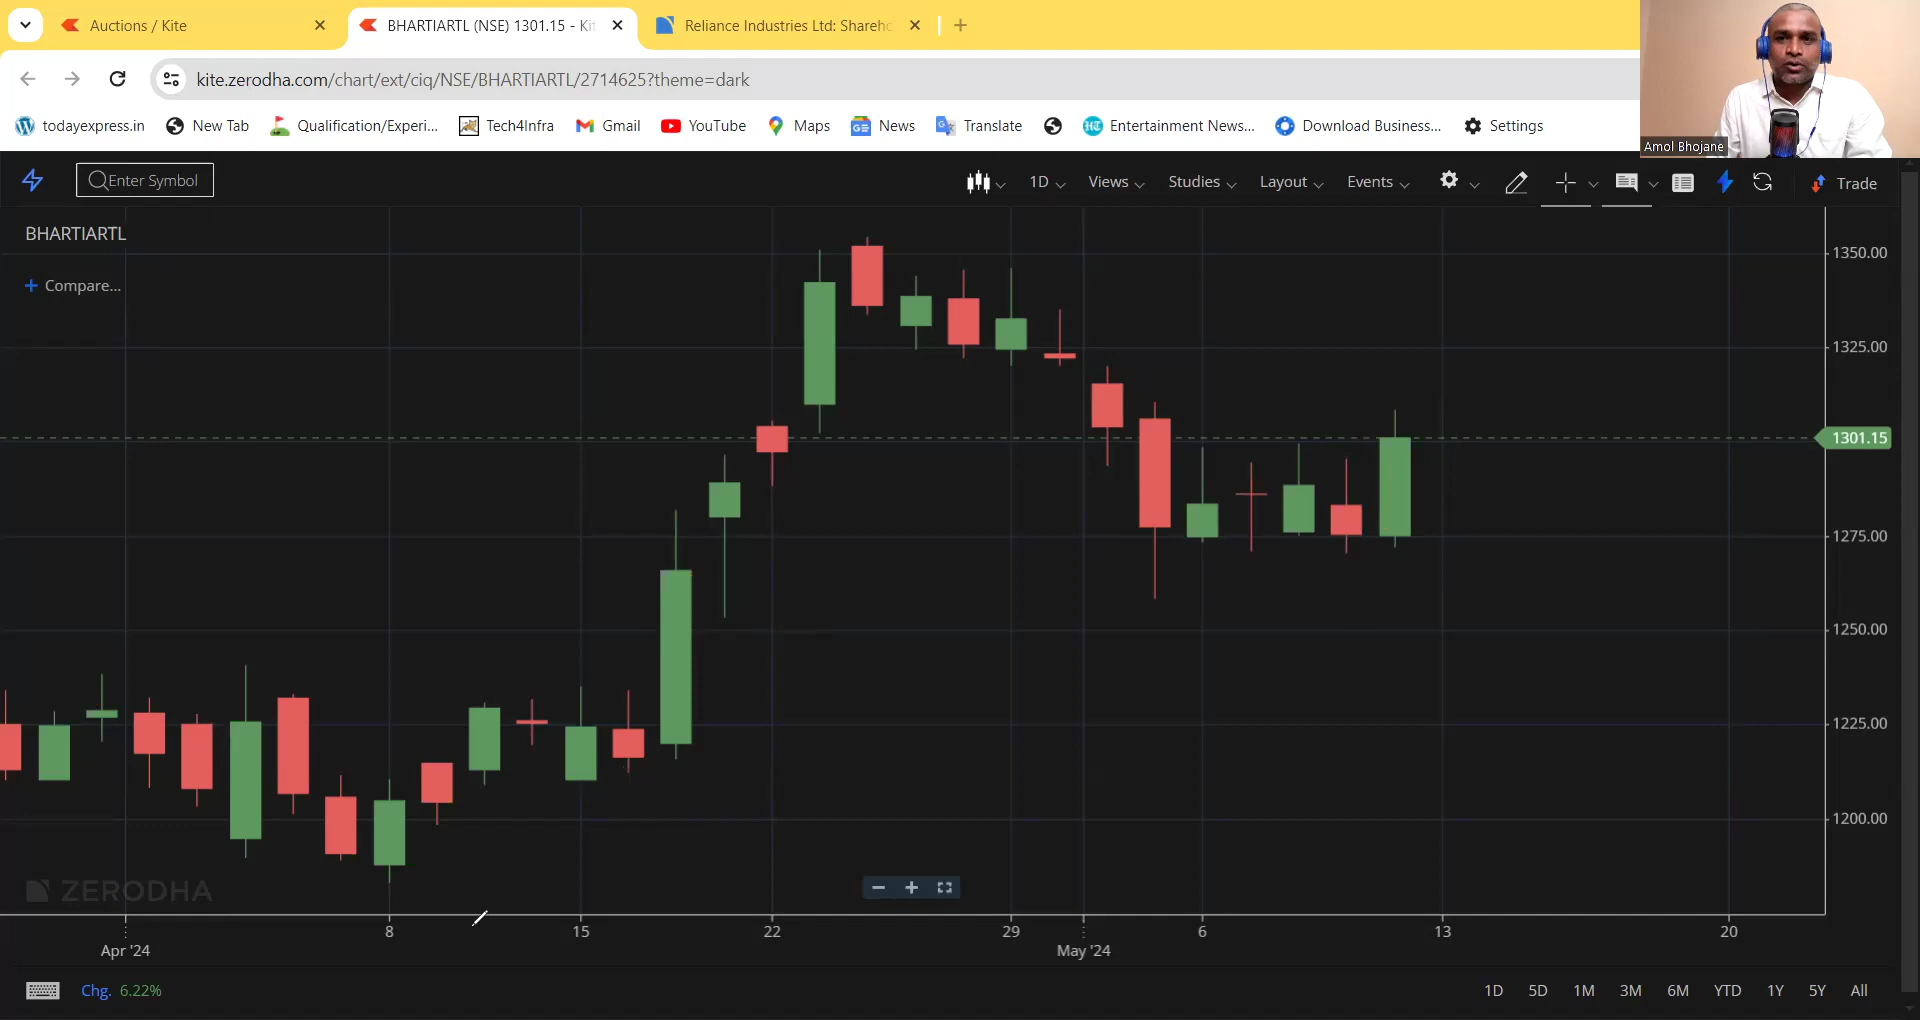 Auctions / Kite
BHARTIARTL (NSE) 1301.15 - Kit
Reliance Industries Ltd: Shareho
kite.zerodha.com/chart/ext/ciq/NSE/BHARTIARTL/2714625?theme=dark
todayexpress.in New Tab Qualification/Experi... Tech4Infra Gmail YouTube Maps News Translate Entertainment News... Download Business... Settings
Amol Bhojane
Enter Symbol 1D Views Studies Layout Events Trade
BHARTIARTL
Compare...
1350.00
1325.00
1301.15
1275.00
1250.00
1225.00
1200.00
ZERODHA
8 15 22 29 6 13 20
Apr '24 May '24
Chg. 6.22% 1D 5D 1M 3M 6M YTD 1Y 5Y All